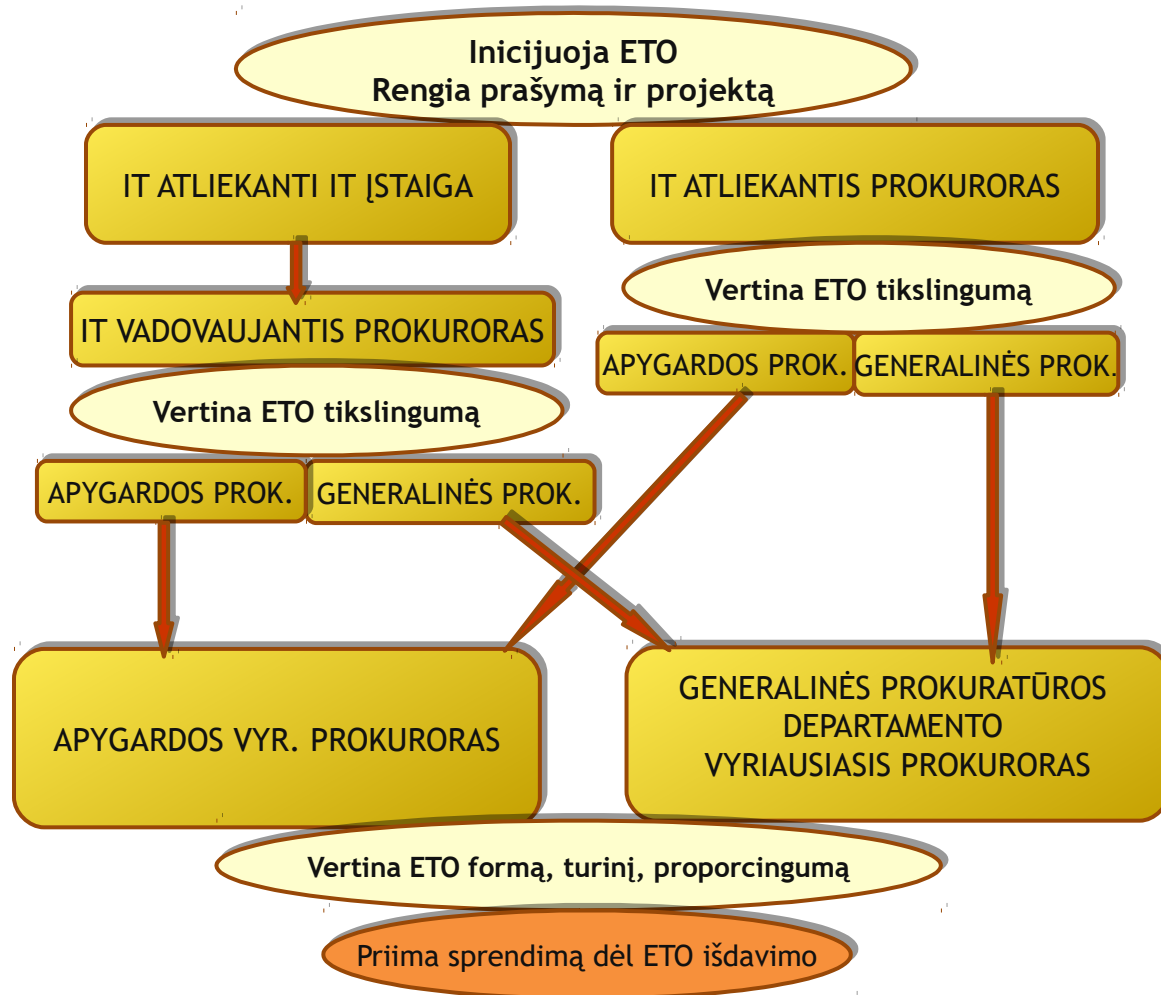 Inicijuoja ETO
Rengia prašymą ir projektą
IT ATLIEKANTI IT ĮSTAIGA
IT ATLIEKANTIS PROKURORAS
Vertina ETO tikslingumą
IT VADOVAUJANTIS PROKURORAS
APYGARDOS PROK.
GENERALINĖS PROK.
Vertina ETO tikslingumą
APYGARDOS PROK.
GENERALINĖS PROK.
APYGARDOS VYR. PROKURORAS
GENERALINĖS PROKURATŪROS
DEPARTAMENTO
VYRIAUSIASIS PROKURORAS
Vertina ETO formą, turinį, proporcingumą
Priima sprendimą dėl ETO išdavimo